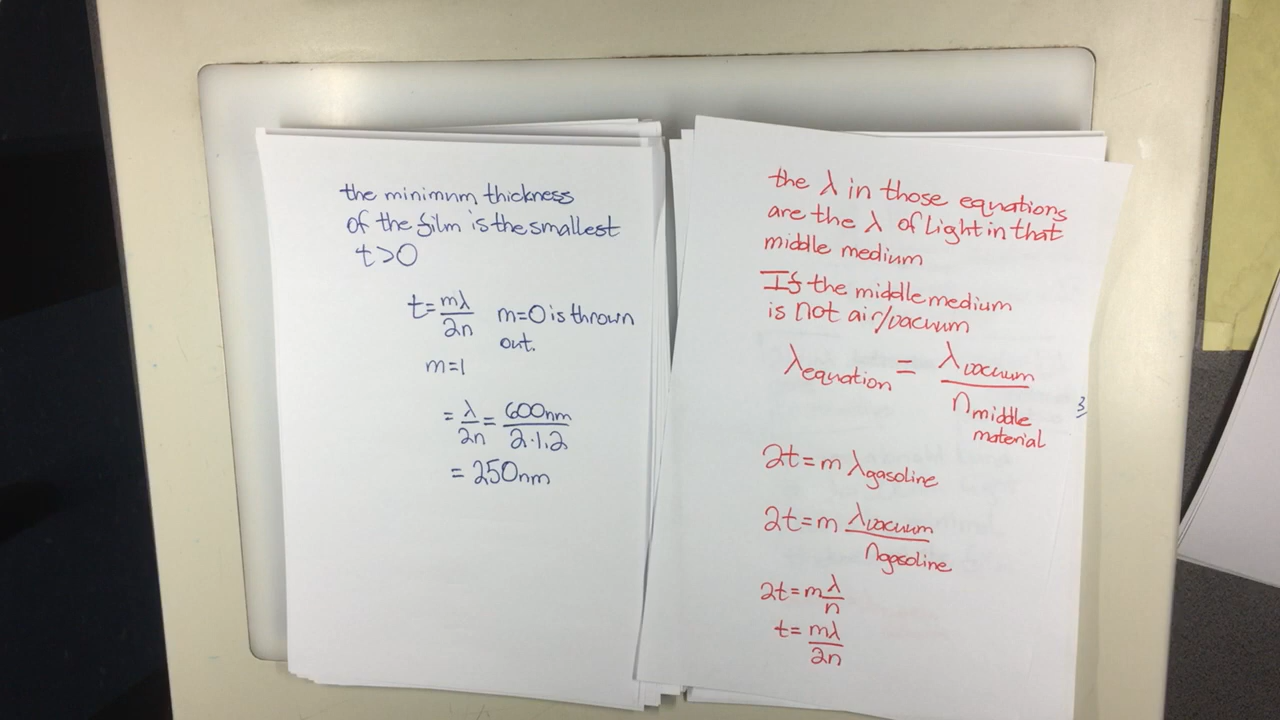 the minimum thickness
of the film is the smallest
t>0
t = mλ/2n   m=0 is thrown
out.
m=1
= λ/2n = 600nm/2·1.2
= 250nm
the λ in those equations
are the λ of Light in that
middle medium
If the middle medium
is not air/vacuum
λequation = λvacuum/nmiddle material
2t = m λgasoline
2t = m λvacuum/ngasoline
2t = m λ/n
t = mλ/2n
3